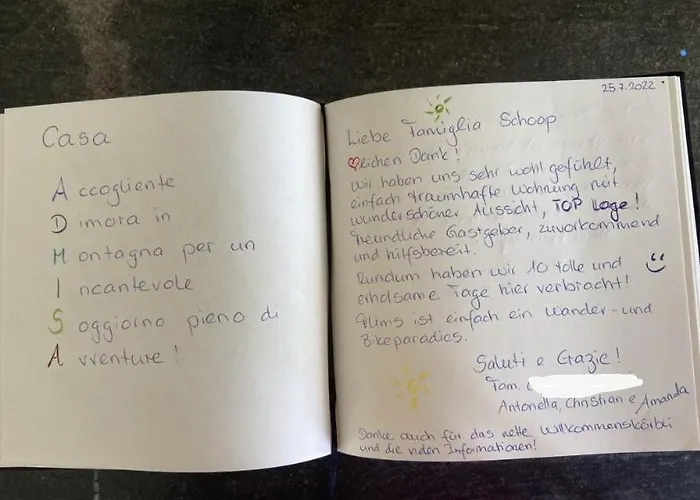 Casa
Accogliente
Dimora in
Montagna per un
Incantevole
Soggiorno pieno di
Avventure!
25.7.2022
Liebe Famiglia Schoop
❤eichen Dank!
Wir haben uns sehr wohl gefühlt,
einfach traumhafte Wohnung mit
wunderschöner Aussicht, TOP Lage!
Freundliche Gastgeber, zuvorkommend
und hilfsbereit.
Rundum haben wir 10 tolle und
erholsame Tage hier verbracht!
Flims ist einfach ein Wander- und
Bikeparadies.
Saluti e Grazie!
Fam.
Antonella, Christian e Amanda
Danke auch für das nette Willkommenskörbli
und die vielen Informationen!